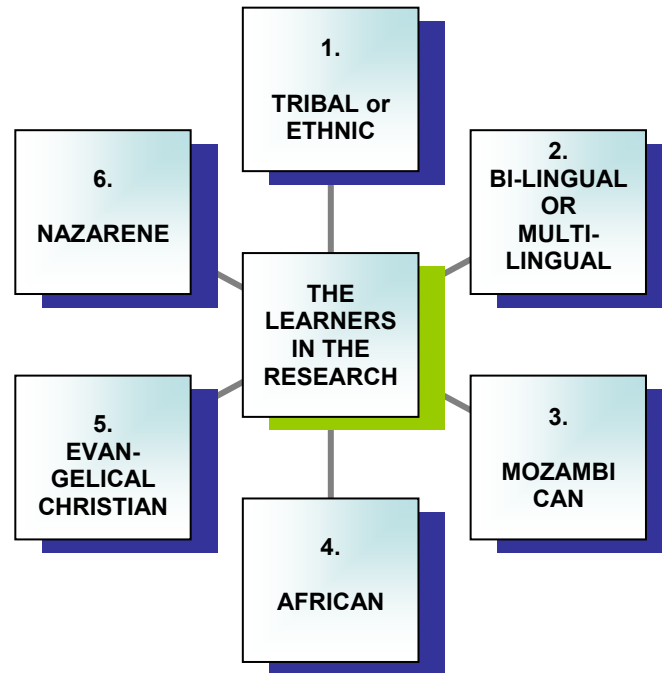 1.
TRIBAL or
ETHNIC
2.
BI-LINGUAL
OR
MULTI-
LINGUAL
3.
MOZAMBI
CAN
4.
AFRICAN
5.
EVAN-
GELICAL
CHRISTIAN
6.
NAZARENE
THE
LEARNERS
IN THE
RESEARCH